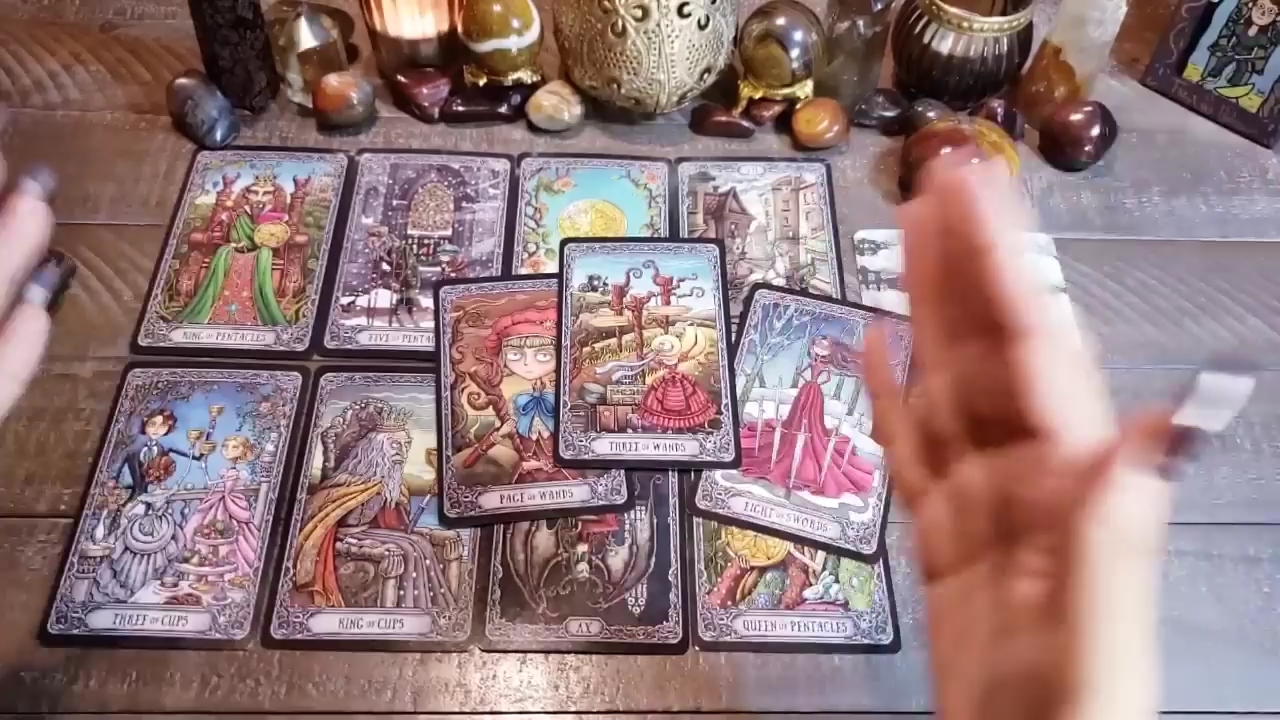 KING OF PENTACLES
FIVE OF PENTAC
THREE OF WANDS
PAGE OF WANDS
EIGHT OF SWORDS
THREE OF CUPS
KING OF CUPS
XV
QUEEN OF PENTACLES